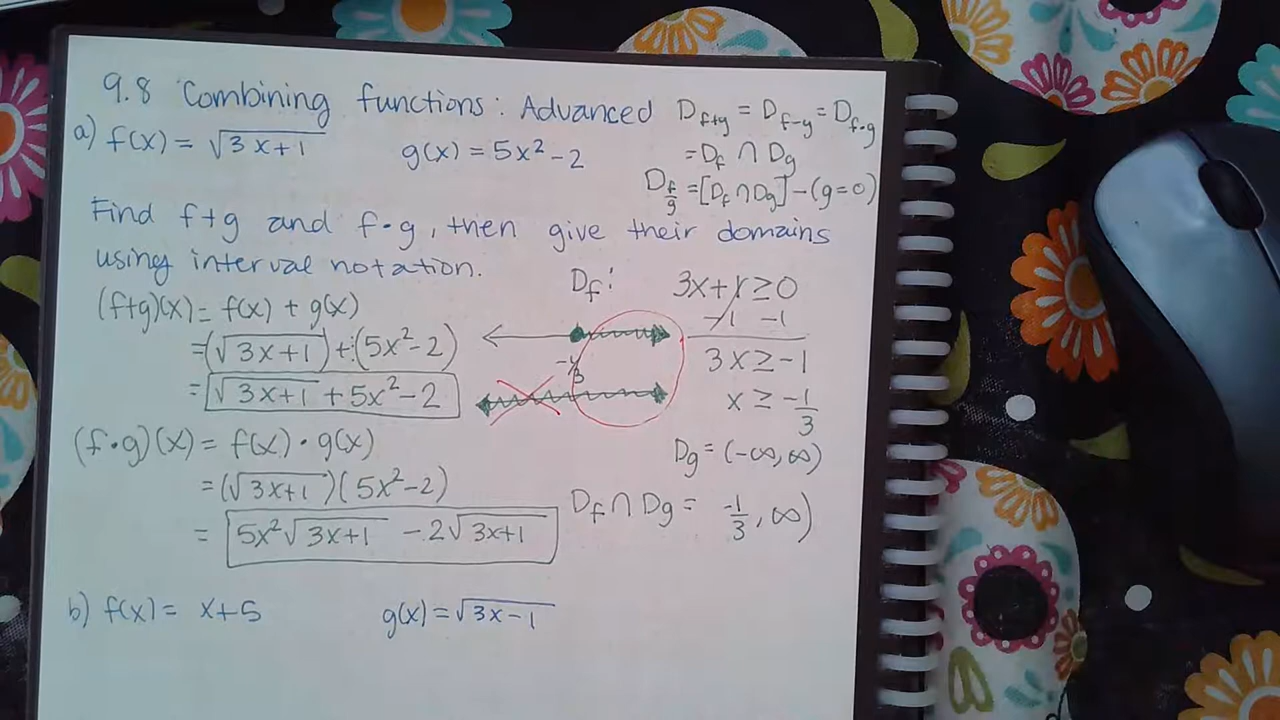 9.8 Combining functions: Advanced
D_{f+g} = D_{f-g} = D_{f•g}
= D_f ∩ D_g
D_{f/g} = [D_f ∩ D_g] - (g=0)
a) f(x) = √(3x+1)    g(x) = 5x² - 2
Find f+g and f•g, then give their domains
using interval notation.
(f+g)(x) = f(x) + g(x)
= (√(3x+1)) + (5x² - 2)
= √(3x+1) + 5x² - 2
(f•g)(x) = f(x) • g(x)
= (√(3x+1))(5x² - 2)
= 5x²√(3x+1) - 2√(3x+1)
D_f: 3x+1 ≥ 0
-1 -1
3x ≥ -1
x ≥ -1/3
-1/3
D_g = (-∞, ∞)
D_f ∩ D_g = -1/3, ∞)
b) f(x) = x+5    g(x) = √(3x-1)